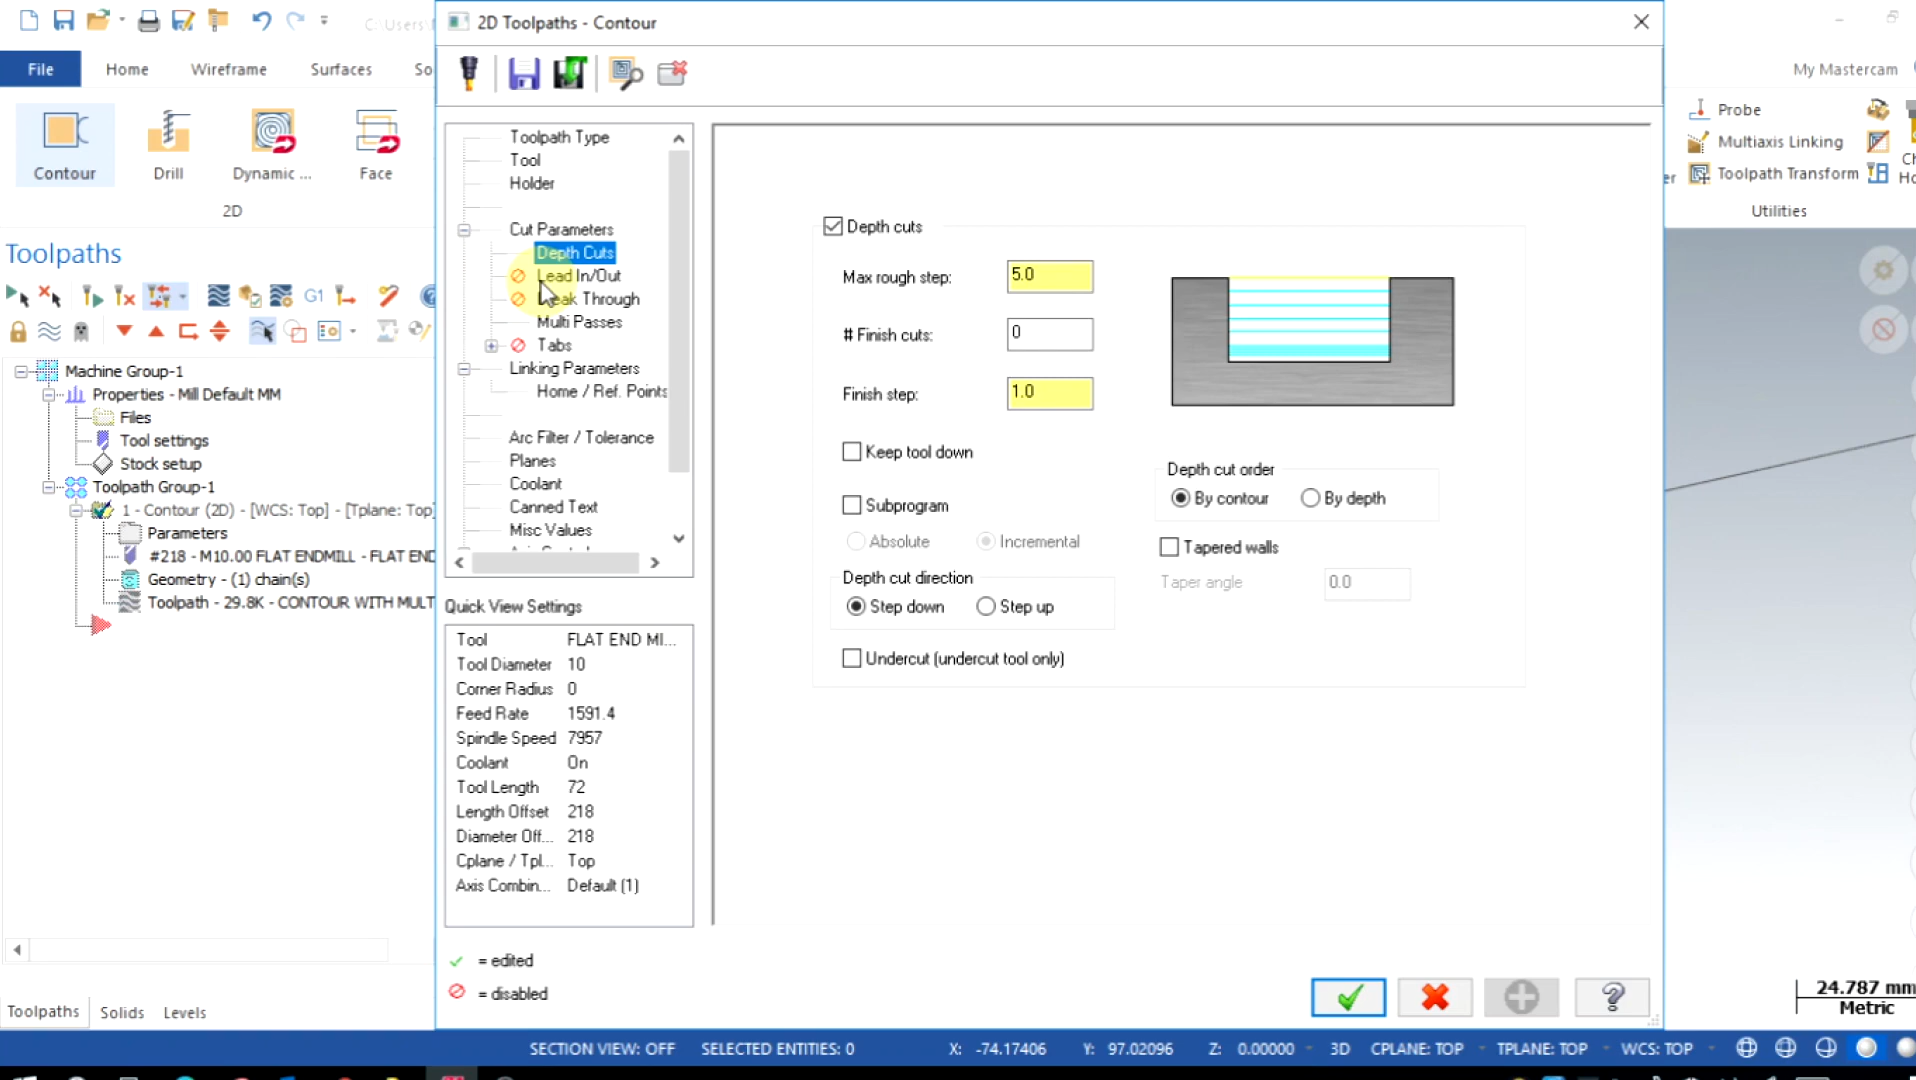 2D Toolpaths - Contour
File
Home
Wireframe
Surfaces
My Mastercam
Contour
Drill
Dynamic ...
Face
2D
Probe
Multiaxis Linking
Toolpath Transform
Utilities
Toolpaths
G1
Machine Group-1
Properties - Mill Default MM
Files
Tool settings
Stock setup
Toolpath Group-1
1 - Contour (2D) - [WCS: Top] - [Tplane: Top]
Parameters
#218 - M10.00 FLAT ENDMILL - FLAT END
Geometry - (1) chain(s)
Toolpath - 29.8K - CONTOUR WITH MULT
Toolpaths
Solids
Levels
Toolpath Type
Tool
Holder
Cut Parameters
Depth Cuts
Lead In/Out
Through
Multi Passes
Tabs
Linking Parameters
Home / Ref. Points
Arc Filter / Tolerance
Planes
Coolant
Canned Text
Misc Values
Quick View Settings
Tool FLAT END MI...
Tool Diameter 10
Corner Radius 0
Feed Rate 1591.4
Spindle Speed 7957
Coolant On
Tool Length 72
Length Offset 218
Diameter Off... 218
Cplane / Tpl... Top
Axis Combin... Default (1)
= edited
= disabled
Depth cuts
Max rough step: 5.0
# Finish cuts: 0
Finish step: 1.0
Keep tool down
Subprogram
Absolute
Incremental
Depth cut direction
Step down
Step up
Undercut (undercut tool only)
Depth cut order
By contour
By depth
Tapered walls
Taper angle 0.0
24.787 mm
Metric
SECTION VIEW: OFF SELECTED ENTITIES: 0 X: -74.17406 Y: 97.02096 Z: 0.00000 3D CPLANE: TOP TPLANE: TOP WCS: TOP